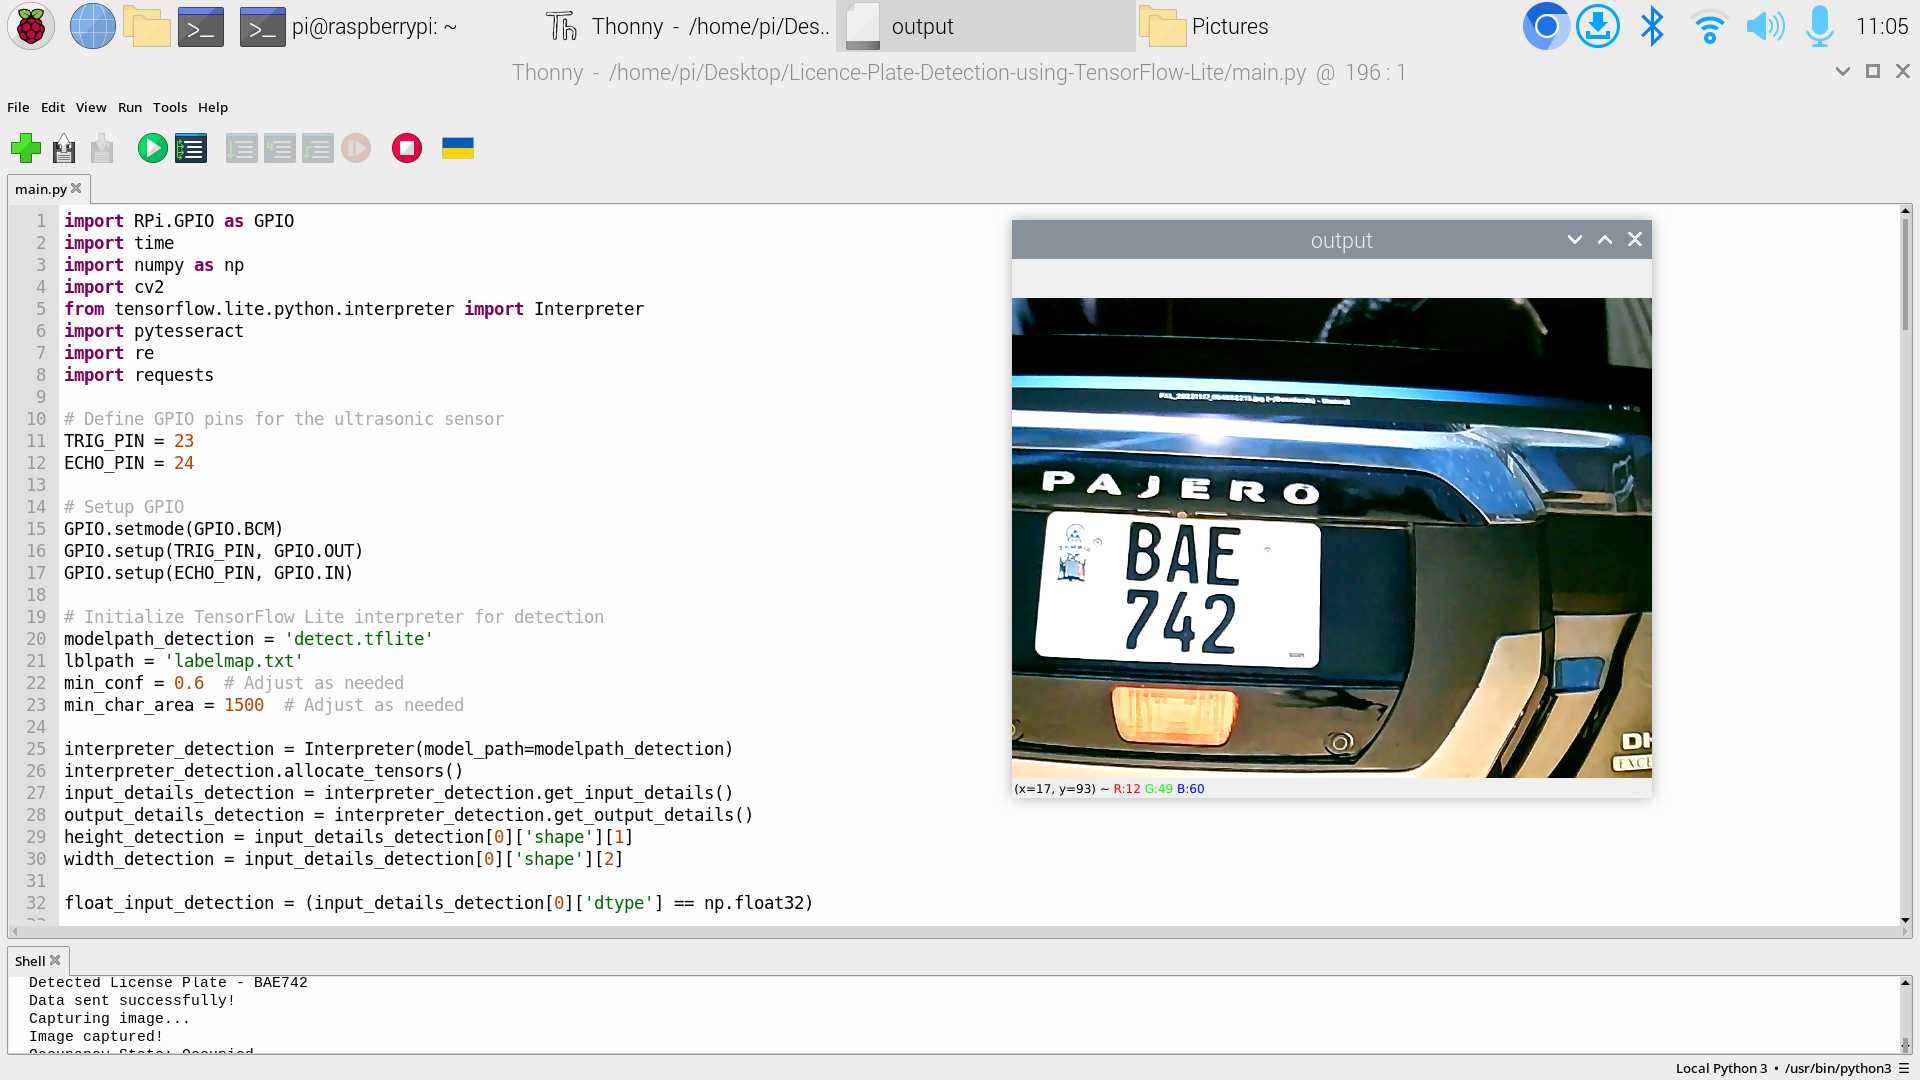 pi@raspberrypi: ~
Thonny - /home/pi/Des..
output
Pictures
11:05
Thonny - /home/pi/Desktop/Licence-Plate-Detection-using-TensorFlow-Lite/main.py @ 196 : 1
File Edit View Run Tools Help
main.py
1 import RPi.GPIO as GPIO
2 import time
3 import numpy as np
4 import cv2
5 from tensorflow.lite.python.interpreter import Interpreter
6 import pytesseract
7 import re
8 import requests
9
10 # Define GPIO pins for the ultrasonic sensor
11 TRIG_PIN = 23
12 ECHO_PIN = 24
13
14 # Setup GPIO
15 GPIO.setmode(GPIO.BCM)
16 GPIO.setup(TRIG_PIN, GPIO.OUT)
17 GPIO.setup(ECHO_PIN, GPIO.IN)
18
19 # Initialize TensorFlow Lite interpreter for detection
20 modelpath_detection = 'detect.tflite'
21 lblpath = 'labelmap.txt'
22 min_conf = 0.6  # Adjust as needed
23 min_char_area = 1500  # Adjust as needed
24
25 interpreter_detection = Interpreter(model_path=modelpath_detection)
26 interpreter_detection.allocate_tensors()
27 input_details_detection = interpreter_detection.get_input_details()
28 output_details_detection = interpreter_detection.get_output_details()
29 height_detection = input_details_detection[0]['shape'][1]
30 width_detection = input_details_detection[0]['shape'][2]
31
32 float_input_detection = (input_details_detection[0]['dtype'] == np.float32)
output
PAJERO
BAE
742
(x=17, y=93) ~ R:12 G:49 B:60
Shell
Detected License Plate - BAE742
Data sent successfully!
Capturing image...
Image captured!
Occupancy State: Occupied
Local Python 3 • /usr/bin/python3